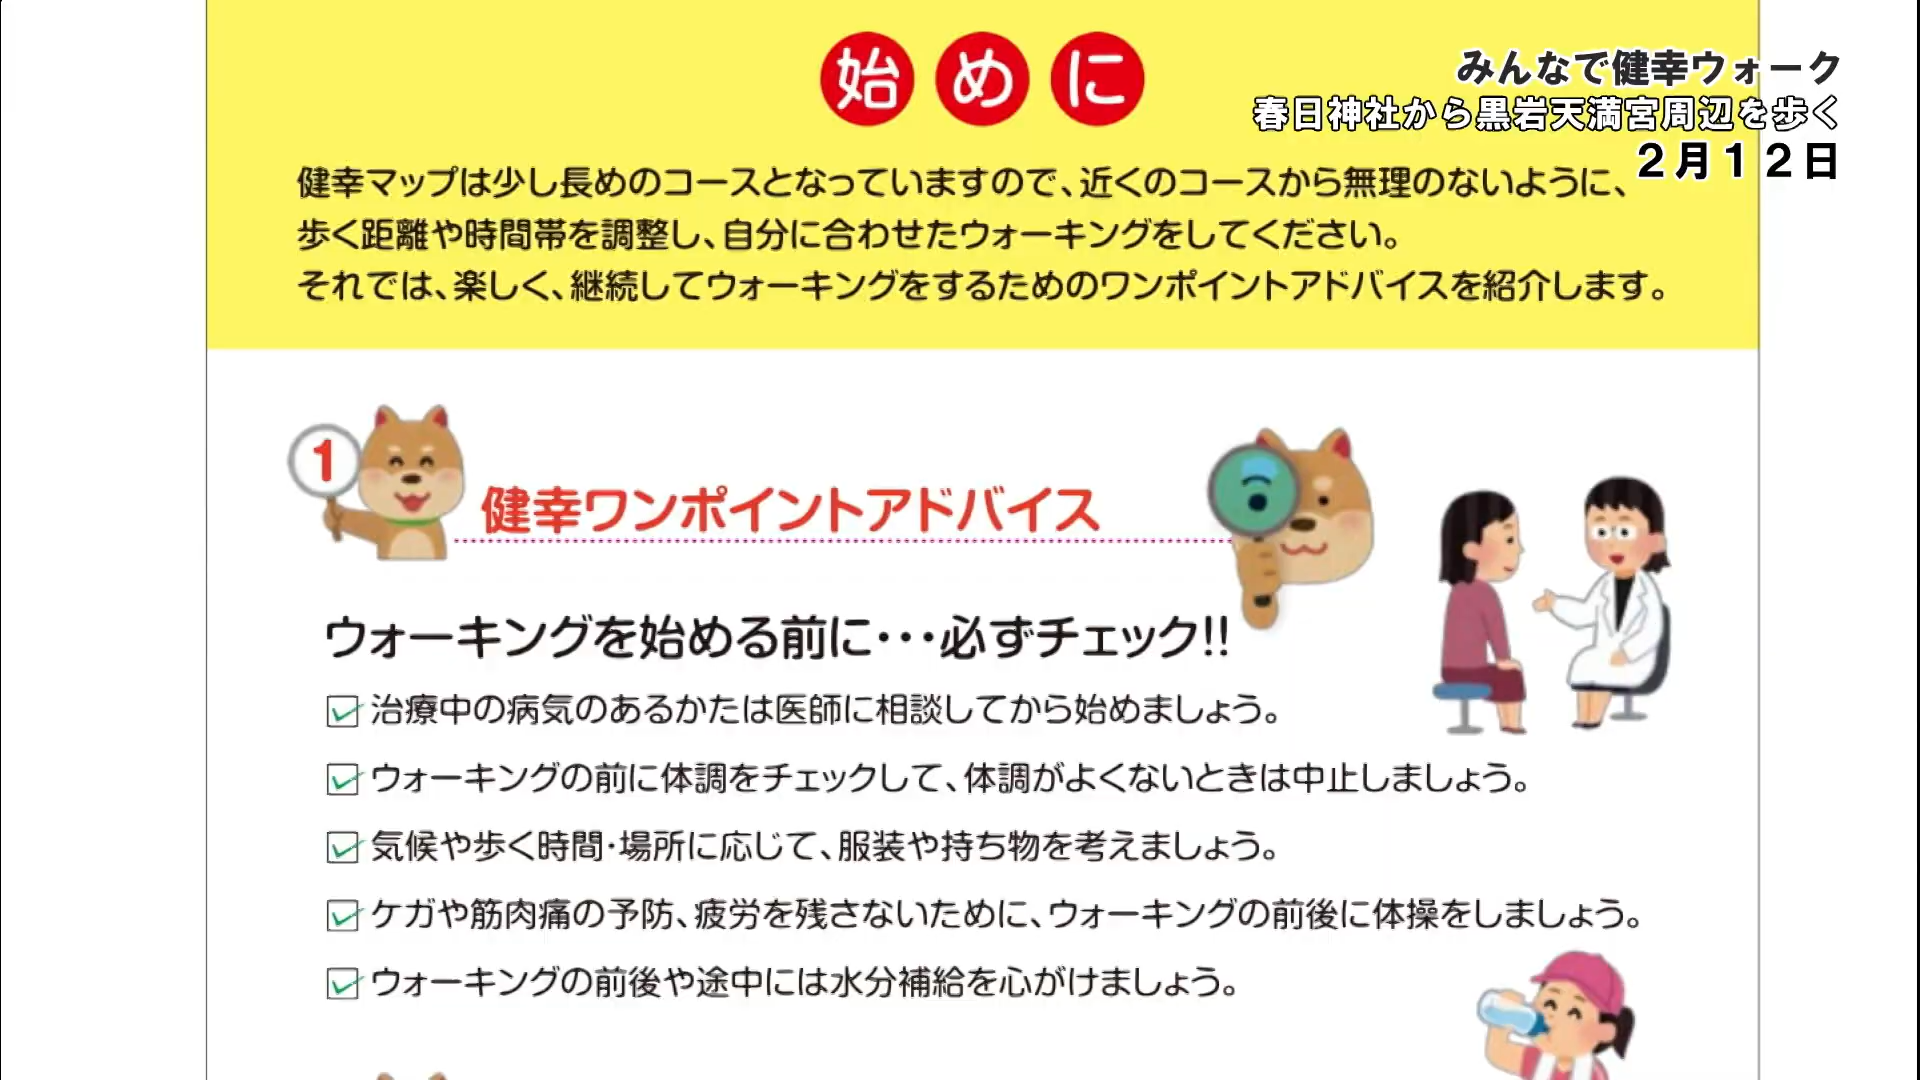 始めに
みんなで健幸ウォーク
春日神社から黒岩天満宮周辺を歩く
２月１２日
健幸マップは少し長めのコースとなっていますので、近くのコースから無理のないように、
歩く距離や時間帯を調整し、自分に合わせたウォーキングをしてください。
それでは、楽しく、継続してウォーキングをするためのワンポイントアドバイスを紹介します。
1
健幸ワンポイントアドバイス
ウォーキングを始める前に・・・必ずチェック!!
治療中の病気のあるかたは医師に相談してから始めましょう。
ウォーキングの前に体調をチェックして、体調がよくないときは中止しましょう。
気候や歩く時間・場所に応じて、服装や持ち物を考えましょう。
ケガや筋肉痛の予防、疲労を残さないために、ウォーキングの前後に体操をしましょう。
ウォーキングの前後や途中には水分補給を心がけましょう。